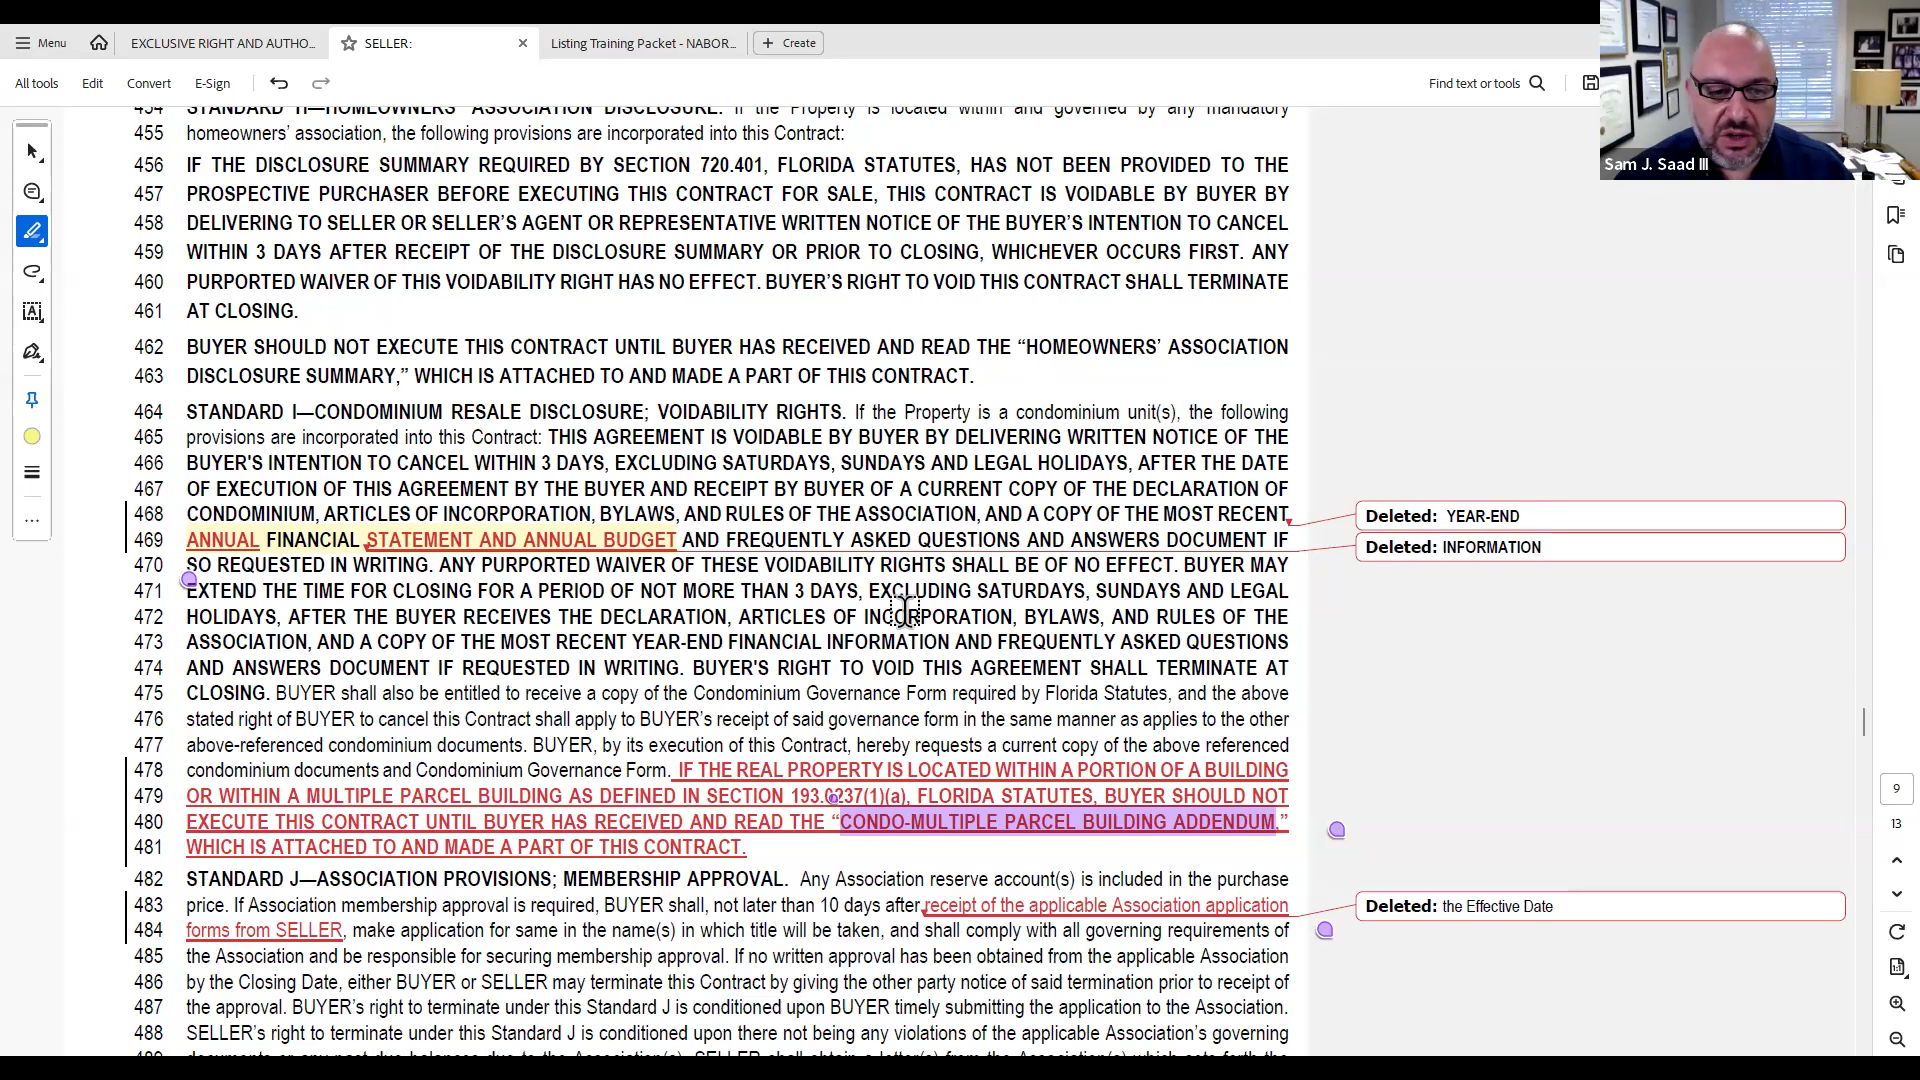 Menu
EXCLUSIVE RIGHT AND AUTHO...
SELLER:
Listing Training Packet - NABOR...
Create
All tools
Edit
Convert
E-Sign
Find text or tools
Sam J. Saad III
454 STANDARD H—HOMEOWNERS' ASSOCIATION DISCLOSURE. If the Property is located within and governed by any mandatory
455 homeowners' association, the following provisions are incorporated into this Contract:
456 IF THE DISCLOSURE SUMMARY REQUIRED BY SECTION 720.401, FLORIDA STATUTES, HAS NOT BEEN PROVIDED TO THE
457 PROSPECTIVE PURCHASER BEFORE EXECUTING THIS CONTRACT FOR SALE, THIS CONTRACT IS VOIDABLE BY BUYER BY
458 DELIVERING TO SELLER OR SELLER'S AGENT OR REPRESENTATIVE WRITTEN NOTICE OF THE BUYER'S INTENTION TO CANCEL
459 WITHIN 3 DAYS AFTER RECEIPT OF THE DISCLOSURE SUMMARY OR PRIOR TO CLOSING, WHICHEVER OCCURS FIRST. ANY
460 PURPORTED WAIVER OF THIS VOIDABILITY RIGHT HAS NO EFFECT. BUYER'S RIGHT TO VOID THIS CONTRACT SHALL TERMINATE
461 AT CLOSING.
462 BUYER SHOULD NOT EXECUTE THIS CONTRACT UNTIL BUYER HAS RECEIVED AND READ THE “HOMEOWNERS' ASSOCIATION
463 DISCLOSURE SUMMARY,” WHICH IS ATTACHED TO AND MADE A PART OF THIS CONTRACT.
464 STANDARD I—CONDOMINIUM RESALE DISCLOSURE; VOIDABILITY RIGHTS. If the Property is a condominium unit(s), the following
465 provisions are incorporated into this Contract: THIS AGREEMENT IS VOIDABLE BY BUYER BY DELIVERING WRITTEN NOTICE OF THE
466 BUYER'S INTENTION TO CANCEL WITHIN 3 DAYS, EXCLUDING SATURDAYS, SUNDAYS AND LEGAL HOLIDAYS, AFTER THE DATE
467 OF EXECUTION OF THIS AGREEMENT BY THE BUYER AND RECEIPT BY BUYER OF A CURRENT COPY OF THE DECLARATION OF
468 CONDOMINIUM, ARTICLES OF INCORPORATION, BYLAWS, AND RULES OF THE ASSOCIATION, AND A COPY OF THE MOST RECENT
Deleted: YEAR-END
469 ANNUAL FINANCIAL STATEMENT AND ANNUAL BUDGET AND FREQUENTLY ASKED QUESTIONS AND ANSWERS DOCUMENT IF
Deleted: INFORMATION
470 SO REQUESTED IN WRITING. ANY PURPORTED WAIVER OF THESE VOIDABILITY RIGHTS SHALL BE OF NO EFFECT. BUYER MAY
471 EXTEND THE TIME FOR CLOSING FOR A PERIOD OF NOT MORE THAN 3 DAYS, EXCLUDING SATURDAYS, SUNDAYS AND LEGAL
472 HOLIDAYS, AFTER THE BUYER RECEIVES THE DECLARATION, ARTICLES OF INCORPORATION, BYLAWS, AND RULES OF THE
473 ASSOCIATION, AND A COPY OF THE MOST RECENT YEAR-END FINANCIAL INFORMATION AND FREQUENTLY ASKED QUESTIONS
474 AND ANSWERS DOCUMENT IF REQUESTED IN WRITING. BUYER'S RIGHT TO VOID THIS AGREEMENT SHALL TERMINATE AT
475 CLOSING. BUYER shall also be entitled to receive a copy of the Condominium Governance Form required by Florida Statutes, and the above
476 stated right of BUYER to cancel this Contract shall apply to BUYER's receipt of said governance form in the same manner as applies to the other
477 above-referenced condominium documents. BUYER, by its execution of this Contract, hereby requests a current copy of the above referenced
478 condominium documents and Condominium Governance Form. IF THE REAL PROPERTY IS LOCATED WITHIN A PORTION OF A BUILDING
479 OR WITHIN A MULTIPLE PARCEL BUILDING AS DEFINED IN SECTION 193.0237(1)(a), FLORIDA STATUTES, BUYER SHOULD NOT
480 EXECUTE THIS CONTRACT UNTIL BUYER HAS RECEIVED AND READ THE “CONDO-MULTIPLE PARCEL BUILDING ADDENDUM,”
481 WHICH IS ATTACHED TO AND MADE A PART OF THIS CONTRACT.
482 STANDARD J—ASSOCIATION PROVISIONS; MEMBERSHIP APPROVAL. Any Association reserve account(s) is included in the purchase
483 price. If Association membership approval is required, BUYER shall, not later than 10 days after receipt of the applicable Association application
Deleted: the Effective Date
484 forms from SELLER, make application for same in the name(s) in which title will be taken, and shall comply with all governing requirements of
485 the Association and be responsible for securing membership approval. If no written approval has been obtained from the applicable Association
486 by the Closing Date, either BUYER or SELLER may terminate this Contract by giving the other party notice of said termination prior to receipt of
487 the approval. BUYER's right to terminate under this Standard J is conditioned upon BUYER timely submitting the application to the Association.
488 SELLER's right to terminate under this Standard J is conditioned upon there not being any violations of the applicable Association's governing
9
13